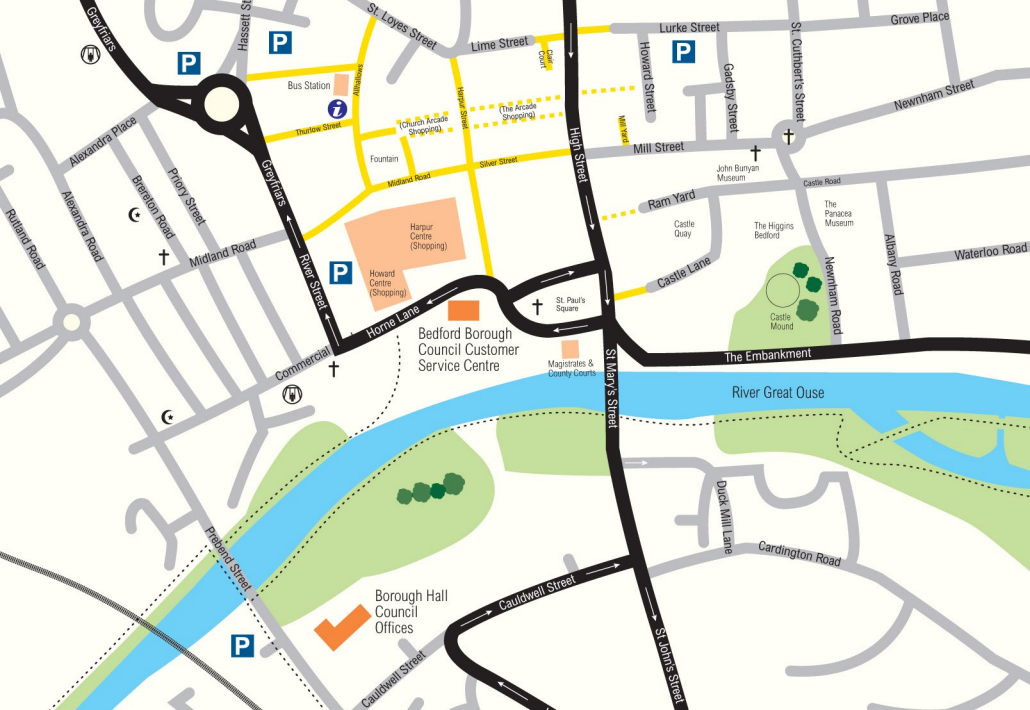 Greyfriars
Hassett St
St. Loyes Street
Lime Street
Clair
Court
Lurke Street
Grove Place
P
P
P
Howard Street
Gadsby Street
St. Cuthbert's Street
Newnham Street
Bus Station
i
Allhallows
Harpur Street
Thurlow Street
(Church Arcade
Shopping)
(The Arcade
Shopping)
Mill Yard
High Street
Mill Street
Fountain
Silver Street
Midland Road
John Bunyan
Museum
Castle Road
Alexandra Place
Greyfriars
Priory Street
Brereton Road
Alexandra Road
Rutland Road
Midland Road
Ram Yard
Castle
Quay
The Higgins
Bedford
The
Panacea
Museum
Albany Road
Waterloo Road
Newnham Road
Harpur
Centre
(Shopping)
Howard
Centre
(Shopping)
P
River Street
Castle Lane
Castle
Mound
St. Paul's
Square
Horne Lane
Bedford Borough
Council Customer
Service Centre
Magistrates &
County Courts
Commercial
The Embankment
St Mary's Street
River Great Ouse
Duck Mill Lane
Cardington Road
Prebend Street
Borough Hall
Council
Offices
P
Cauldwell Street
Cauldwell Street
St John's Street